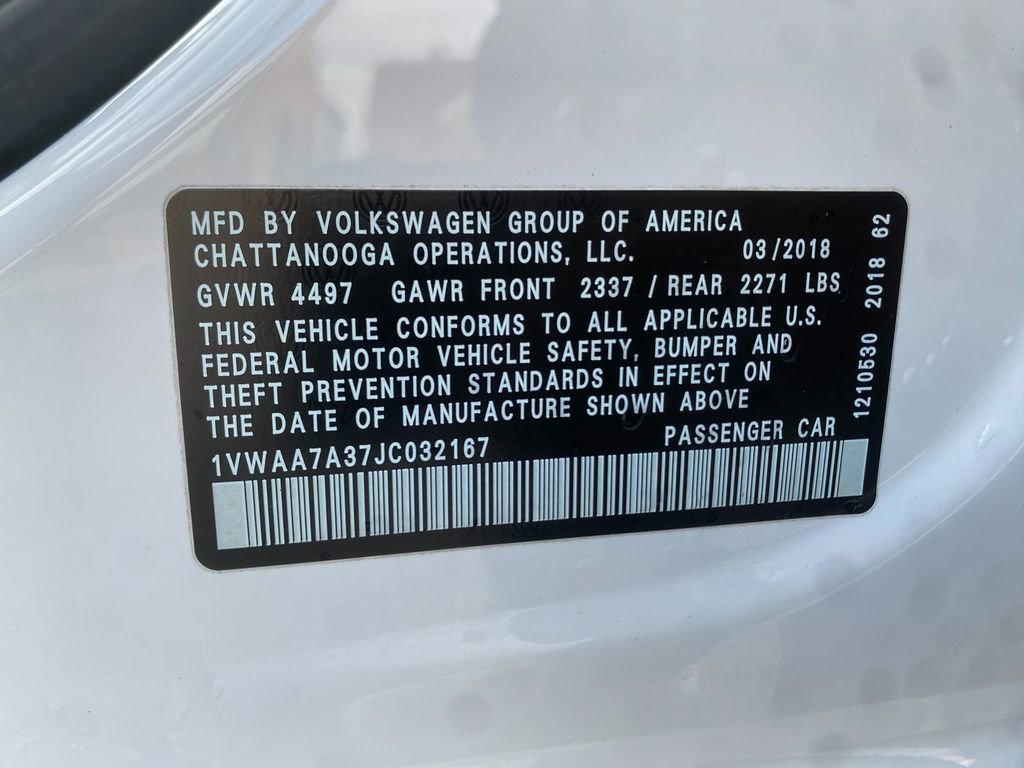 MFD BY VOLKSWAGEN GROUP OF AMERICA
CHATTANOOGA OPERATIONS, LLC. 03/2018
GVWR 4497 GAWR FRONT 2337 / REAR 2271 LBS
THIS VEHICLE CONFORMS TO ALL APPLICABLE U.S.
FEDERAL MOTOR VEHICLE SAFETY, BUMPER AND
THEFT PREVENTION STANDARDS IN EFFECT ON
THE DATE OF MANUFACTURE SHOWN ABOVE
1VWAA7A37JC032167 PASSENGER CAR
1210530 2018 62